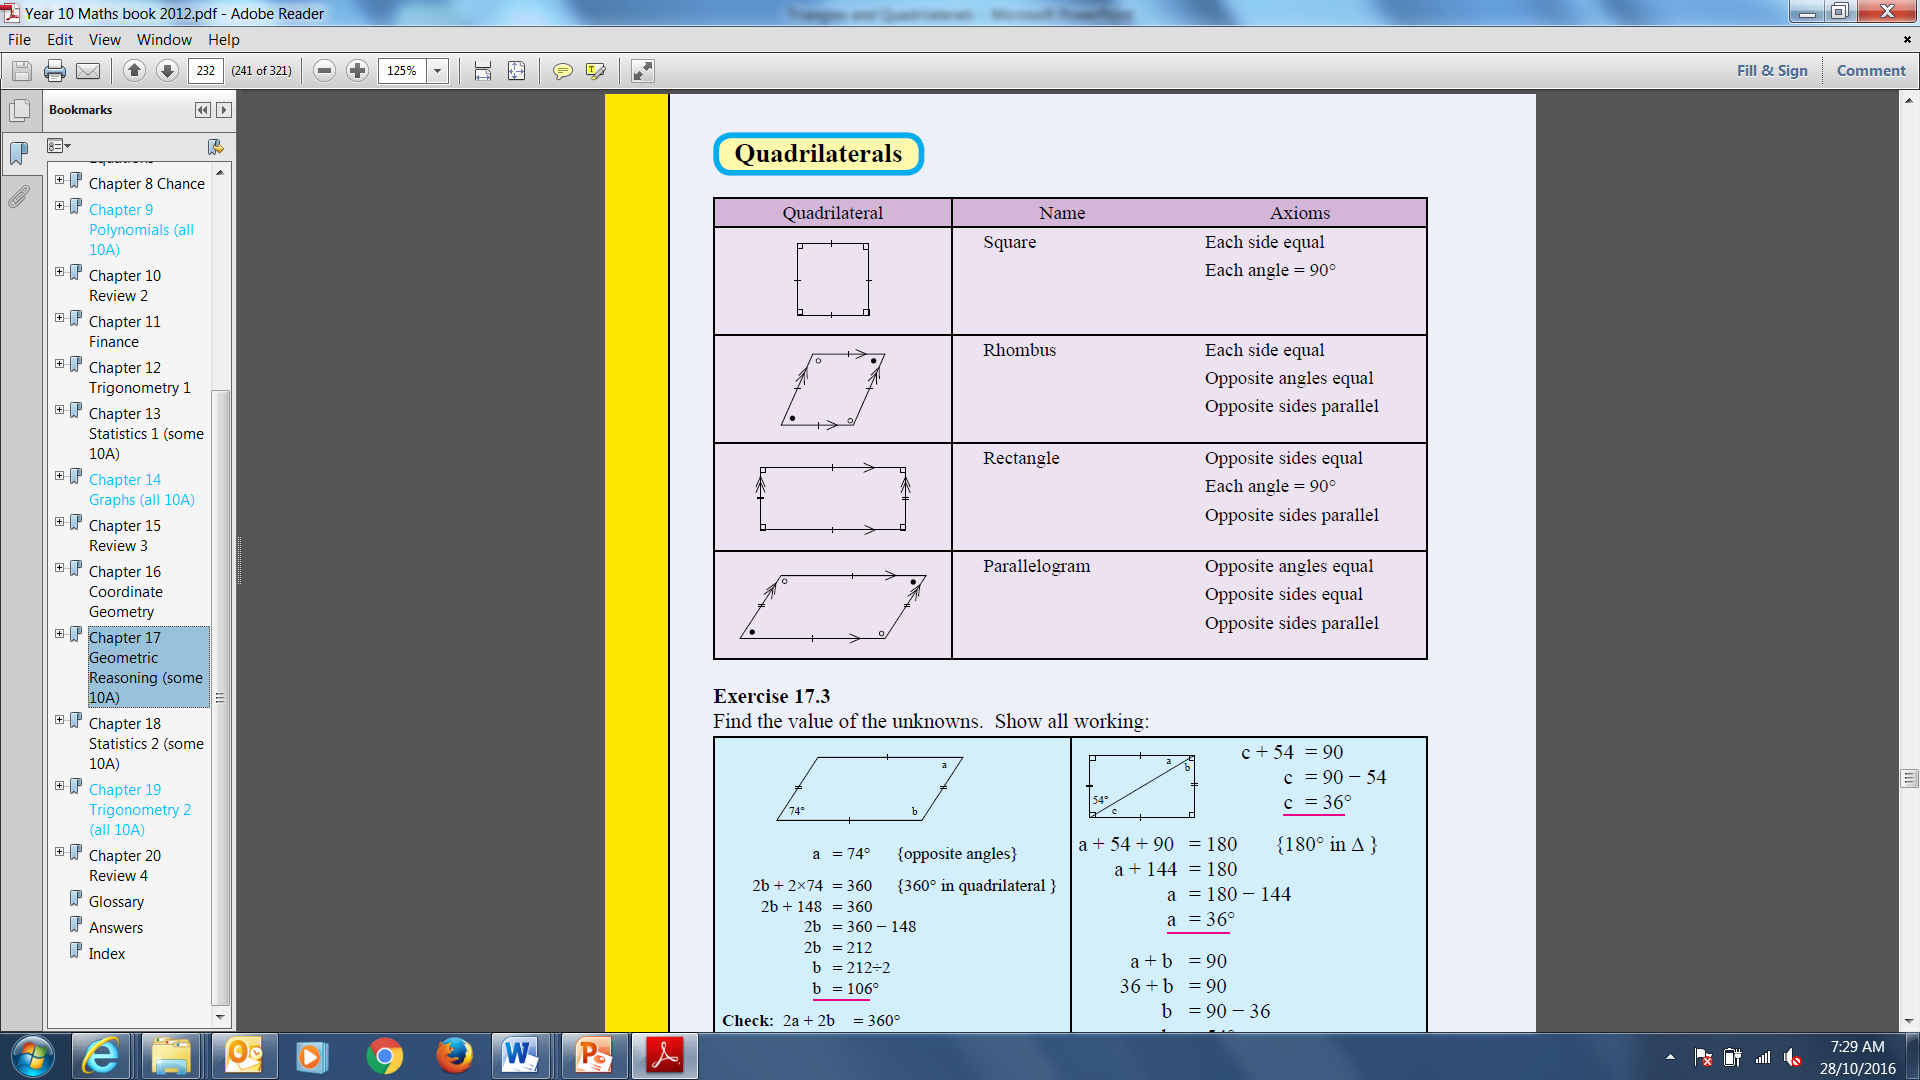 Year 10 Maths book 2012.pdf - Adobe Reader
Triangles and Quadrilaterals - Microsoft PowerPoint
File Edit View Window Help
232 (241 of 321) 125% Fill & Sign Comment
Bookmarks
Equations
Chapter 8 Chance
Chapter 9
Polynomials (all
10A)
Chapter 10
Review 2
Chapter 11
Finance
Chapter 12
Trigonometry 1
Chapter 13
Statistics 1 (some
10A)
Chapter 14
Graphs (all 10A)
Chapter 15
Review 3
Chapter 16
Coordinate
Geometry
Chapter 17
Geometric
Reasoning (some
10A)
Chapter 18
Statistics 2 (some
10A)
Chapter 19
Trigonometry 2
(all 10A)
Chapter 20
Review 4
Glossary
Answers
Index
Quadrilaterals
Quadrilateral Name Axioms
Square Each side equal
Each angle = 90°
Rhombus Each side equal
Opposite angles equal
Opposite sides parallel
Rectangle Opposite sides equal
Each angle = 90°
Opposite sides parallel
Parallelogram Opposite angles equal
Opposite sides equal
Opposite sides parallel
Exercise 17.3
Find the value of the unknowns. Show all working:
a
74° b
a = 74° {opposite angles}
2b + 2×74 = 360 {360° in quadrilateral }
2b + 148 = 360
2b = 360 − 148
2b = 212
b = 212÷2
b = 106°
Check: 2a + 2b = 360°
a b
54° c
c + 54 = 90
c = 90 − 54
c = 36°
a + 54 + 90 = 180 {180° in Δ }
a + 144 = 180
a = 180 − 144
a = 36°
a + b = 90
36 + b = 90
b = 90 − 36
7:29 AM
28/10/2016